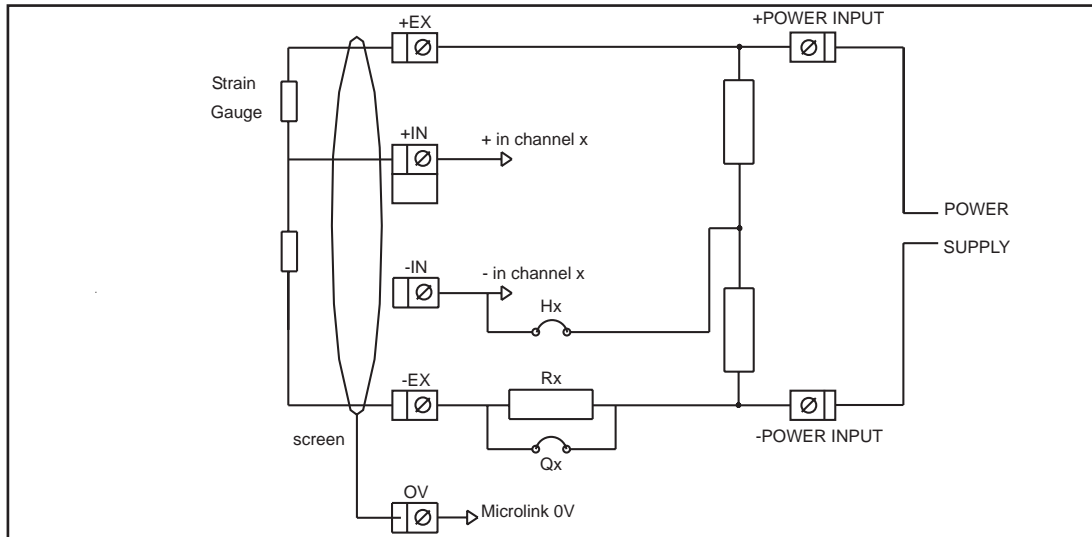 +EX
+POWER INPUT
Strain
Gauge
+IN
+ in channel x
POWER
SUPPLY
-IN
- in channel x
Hx
-EX
Rx
-POWER INPUT
screen
Qx
OV
Microlink 0V